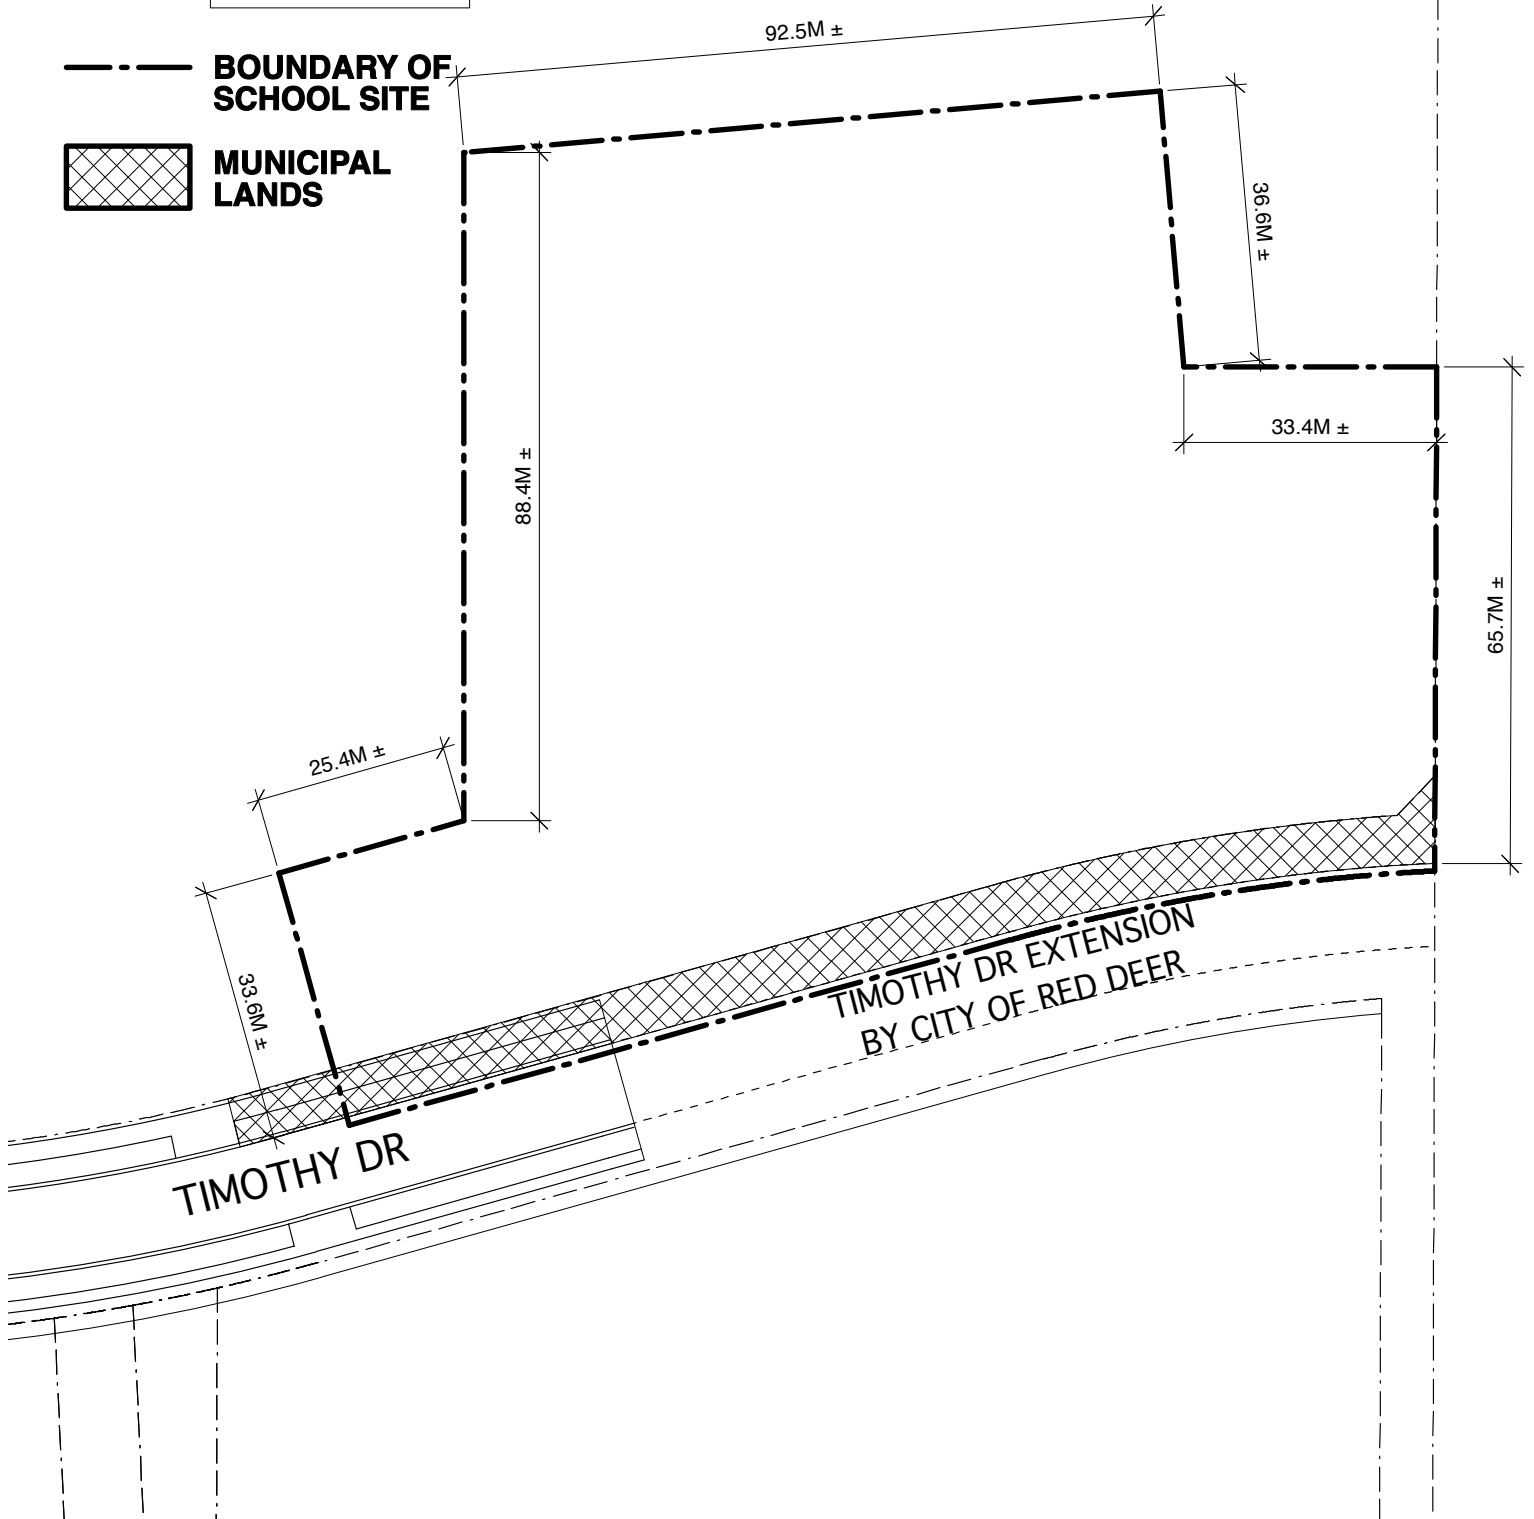 92.5M ±
BOUNDARY OF
SCHOOL SITE
MUNICIPAL
LANDS
36.6M ±
33.4M ±
88.4M ±
65.7M ±
25.4M ±
33.6M ±
TIMOTHY DR EXTENSION
BY CITY OF RED DEER
TIMOTHY DR